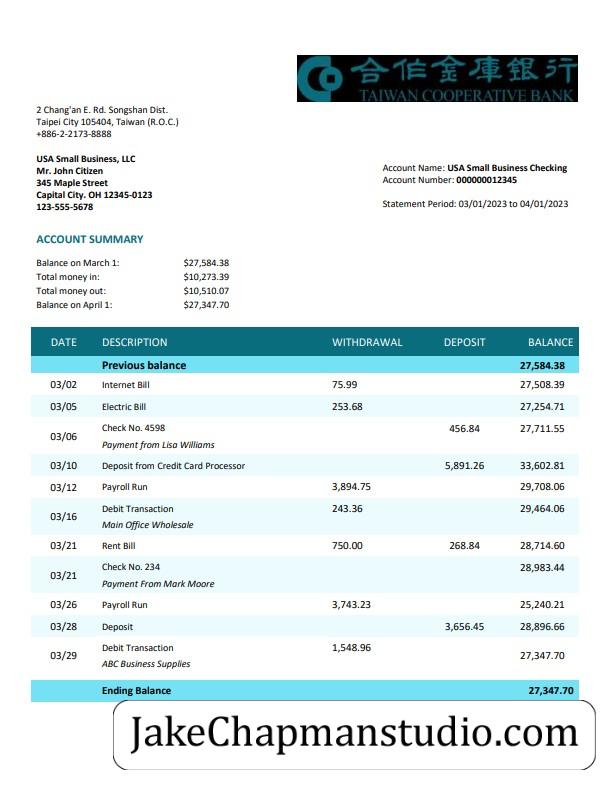 合作金庫銀行
TAIWAN COOPERATIVE BANK
2 Chang'an E. Rd. Songshan Dist.
Taipei City 105404, Taiwan (R.O.C.)
+886-2-2173-8888
USA Small Business, LLC
Mr. John Citizen
345 Maple Street
Capital City. OH 12345-0123
123-555-5678
Account Name: USA Small Business Checking
Account Number: 000000012345
Statement Period: 03/01/2023 to 04/01/2023
ACCOUNT SUMMARY
Balance on March 1: $27,584.38
Total money in: $10,273.39
Total money out: $10,510.07
Balance on April 1: $27,347.70
DATE DESCRIPTION WITHDRAWAL DEPOSIT BALANCE
Previous balance 27,584.38
03/02 Internet Bill 75.99 27,508.39
03/05 Electric Bill 253.68 27,254.71
03/06 Check No. 4598 456.84 27,711.55
Payment from Lisa Williams
03/10 Deposit from Credit Card Processor 5,891.26 33,602.81
03/12 Payroll Run 3,894.75 29,708.06
03/16 Debit Transaction 243.36 29,464.06
Main Office Wholesale
03/21 Rent Bill 750.00 268.84 28,714.60
03/21 Check No. 234 28,983.44
Payment From Mark Moore
03/26 Payroll Run 3,743.23 25,240.21
03/28 Deposit 3,656.45 28,896.66
03/29 Debit Transaction 1,548.96 27,347.70
ABC Business Supplies
Ending Balance 27,347.70
JakeChapmanstudio.com